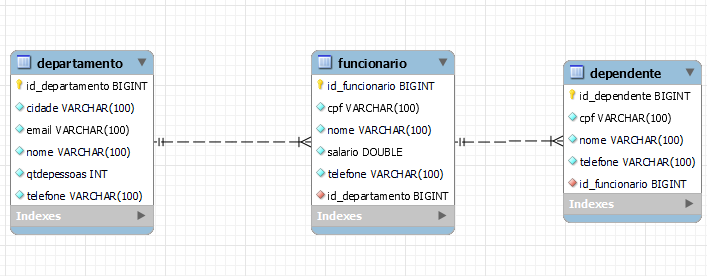 departamento
id_departamento BIGINT
cidade VARCHAR(100)
email VARCHAR(100)
nome VARCHAR(100)
qtdepessoas INT
telefone VARCHAR(100)
Indexes
funcionario
id_funcionario BIGINT
cpf VARCHAR(100)
nome VARCHAR(100)
salario DOUBLE
telefone VARCHAR(100)
id_departamento BIGINT
Indexes
dependente
id_dependente BIGINT
cpf VARCHAR(100)
nome VARCHAR(100)
telefone VARCHAR(100)
id_funcionario BIGINT
Indexes